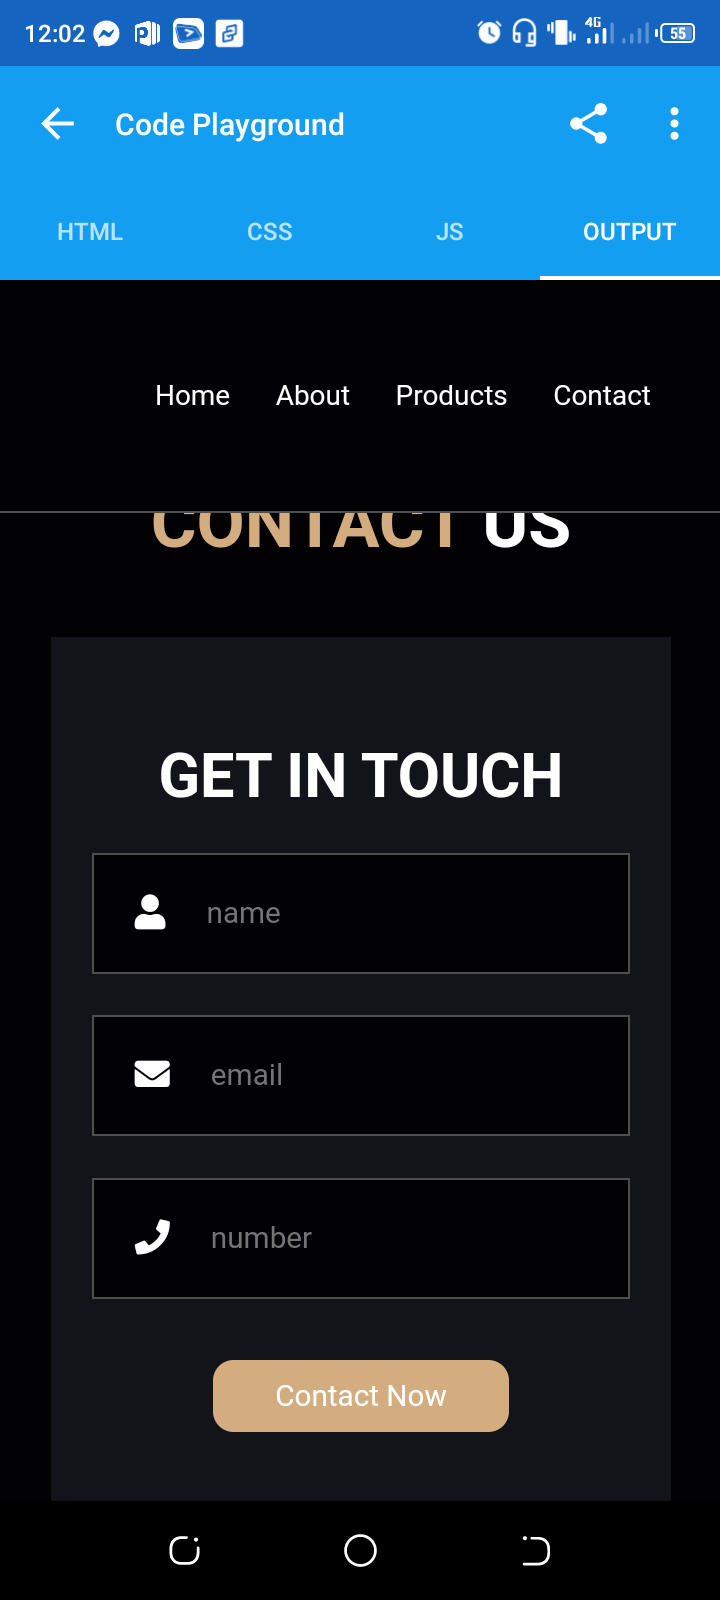 12:02
4G
55
Code Playground
HTML CSS JS OUTPUT
Home About Products Contact
CONTACT US
GET IN TOUCH
name
email
number
Contact Now